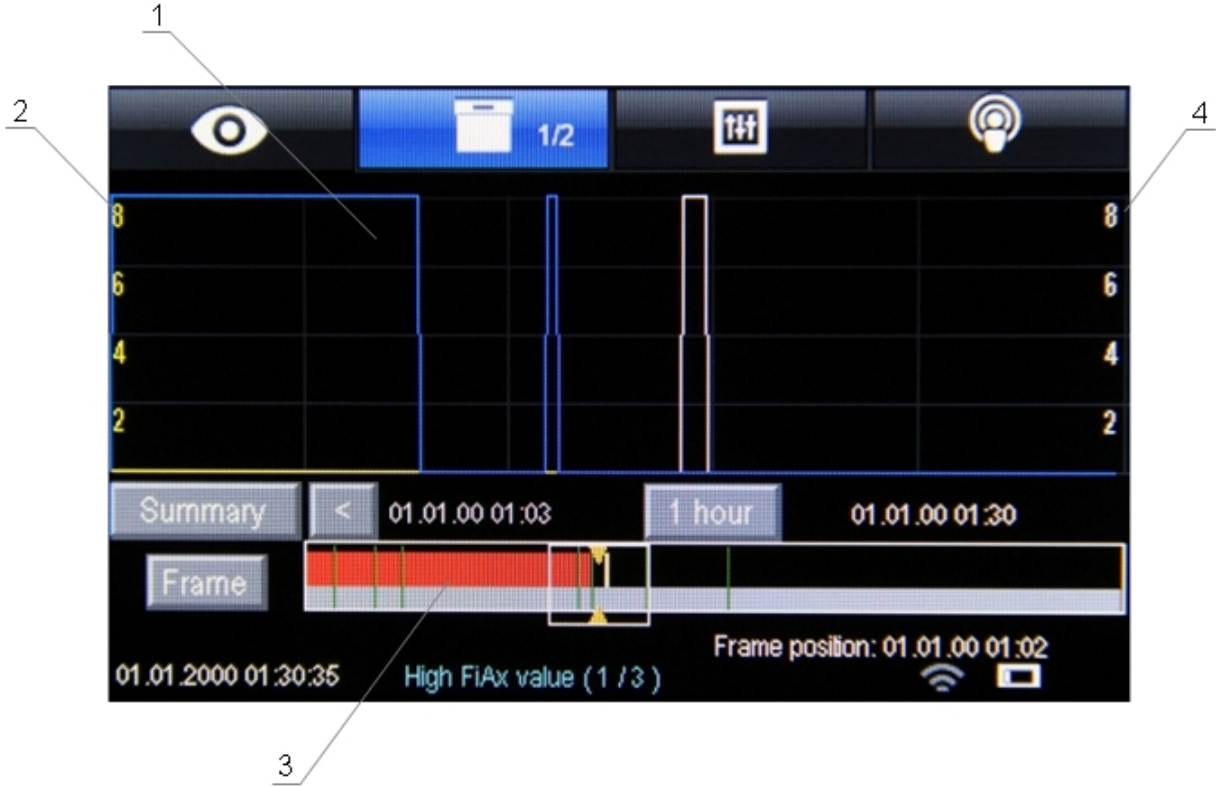 1
2
4
1/2
8 8
6 6
4 4
2 2
Summary < 01.01.00 01:03 1 hour 01.01.00 01:30
Frame
Frame position: 01.01.00 01:02
01.01.2000 01:30:35 High FiAx value ( 1 / 3 )
3